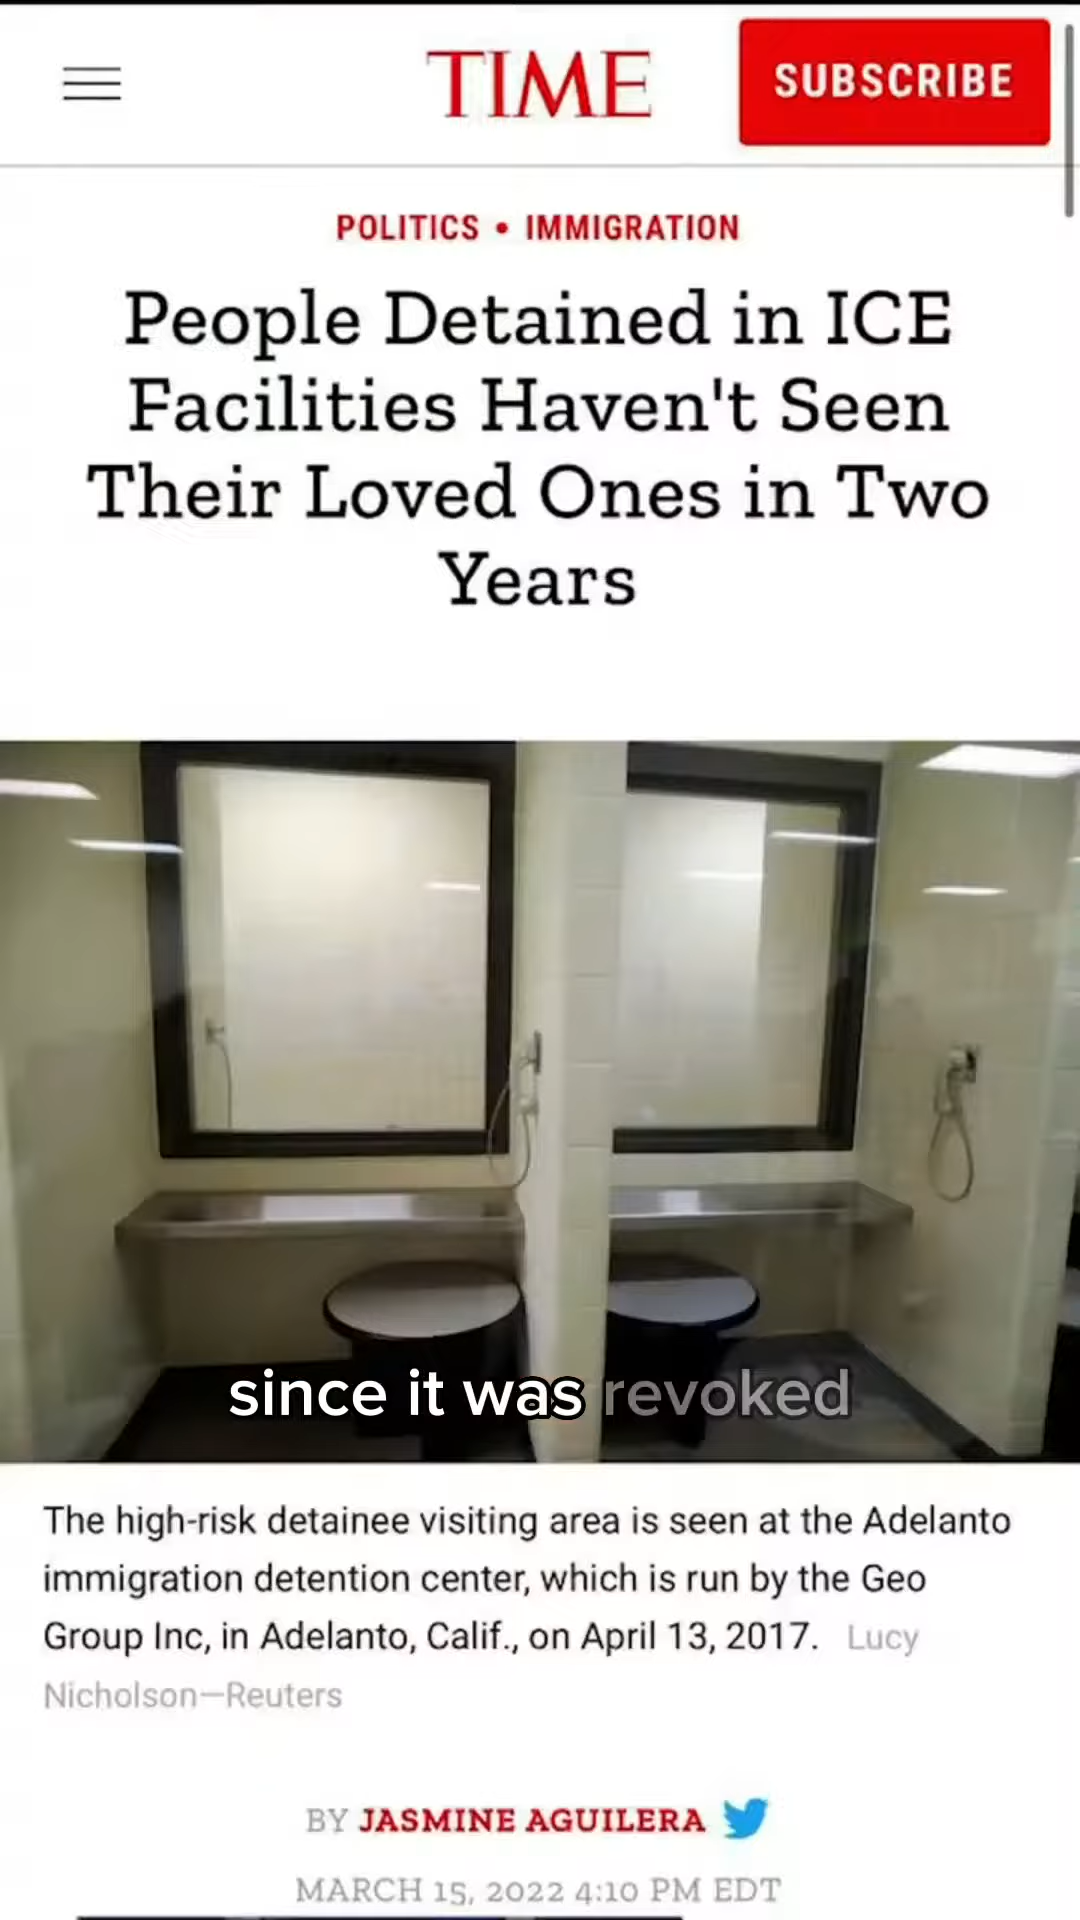 TIME
SUBSCRIBE
POLITICS • IMMIGRATION
People Detained in ICE
Facilities Haven't Seen
Their Loved Ones in Two
Years
since it was revoked
The high-risk detainee visiting area is seen at the Adelanto
immigration detention center, which is run by the Geo
Group Inc, in Adelanto, Calif., on April 13, 2017. Lucy
Nicholson—Reuters
BY JASMINE AGUILERA
MARCH 15, 2022 4:10 PM EDT